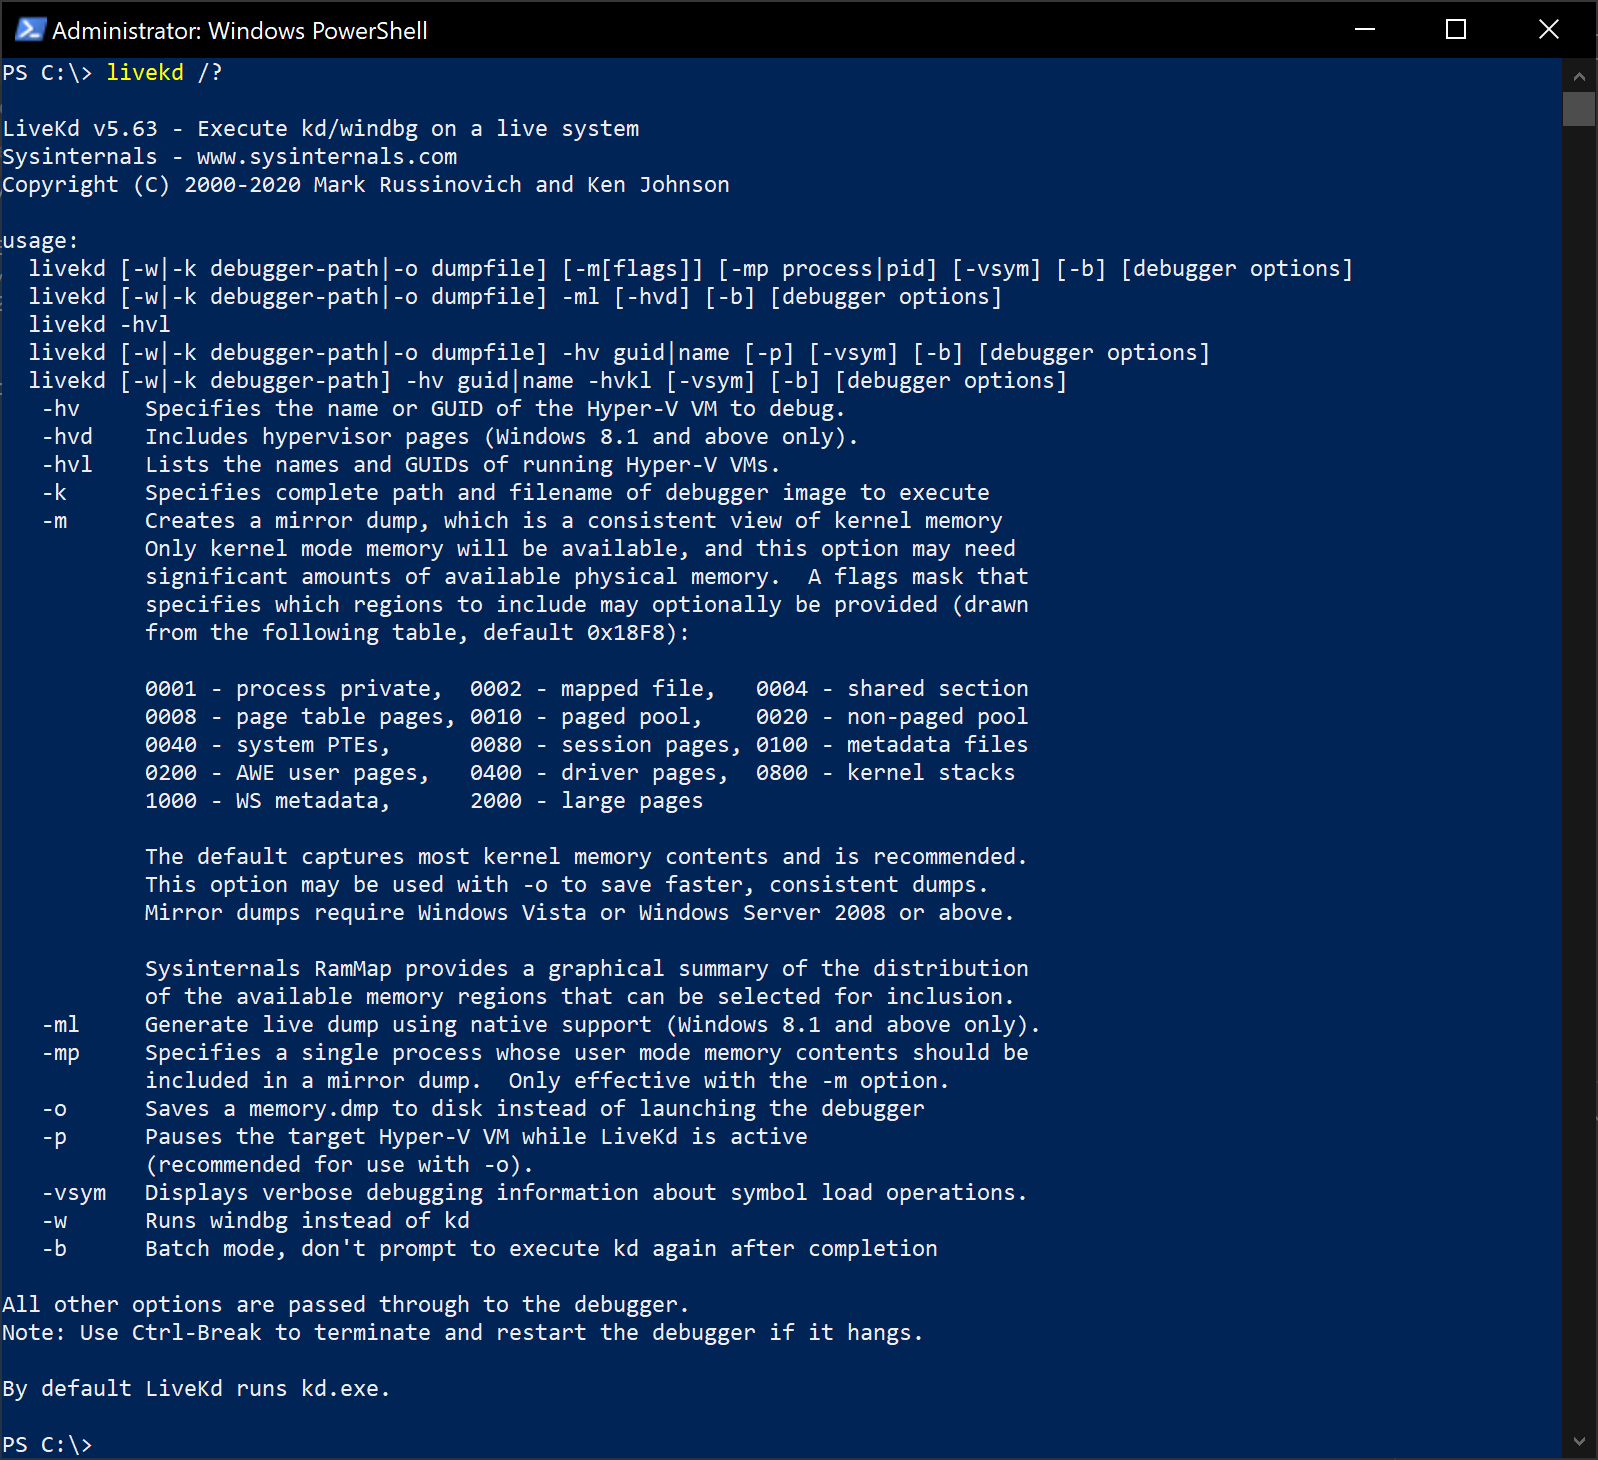 Administrator: Windows PowerShell
PS C:\> livekd /?
LiveKd v5.63 - Execute kd/windbg on a live system
Sysinternals - www.sysinternals.com
Copyright (C) 2000-2020 Mark Russinovich and Ken Johnson
usage:
  livekd [-w|-k debugger-path|-o dumpfile] [-m[flags]] [-mp process|pid] [-vsym] [-b] [debugger options]
  livekd [-w|-k debugger-path|-o dumpfile] -ml [-hvd] [-b] [debugger options]
  livekd -hvl
  livekd [-w|-k debugger-path|-o dumpfile] -hv guid|name [-p] [-vsym] [-b] [debugger options]
  livekd [-w|-k debugger-path] -hv guid|name -hvkl [-vsym] [-b] [debugger options]
   -hv     Specifies the name or GUID of the Hyper-V VM to debug.
   -hvd    Includes hypervisor pages (Windows 8.1 and above only).
   -hvl    Lists the names and GUIDs of running Hyper-V VMs.
   -k      Specifies complete path and filename of debugger image to execute
   -m      Creates a mirror dump, which is a consistent view of kernel memory
           Only kernel mode memory will be available, and this option may need
           significant amounts of available physical memory.  A flags mask that
           specifies which regions to include may optionally be provided (drawn
           from the following table, default 0x18F8):
           0001 - process private,  0002 - mapped file,   0004 - shared section
           0008 - page table pages, 0010 - paged pool,    0020 - non-paged pool
           0040 - system PTEs,      0080 - session pages, 0100 - metadata files
           0200 - AWE user pages,   0400 - driver pages,  0800 - kernel stacks
           1000 - WS metadata,      2000 - large pages
           The default captures most kernel memory contents and is recommended.
           This option may be used with -o to save faster, consistent dumps.
           Mirror dumps require Windows Vista or Windows Server 2008 or above.
           Sysinternals RamMap provides a graphical summary of the distribution
           of the available memory regions that can be selected for inclusion.
   -ml     Generate live dump using native support (Windows 8.1 and above only).
   -mp     Specifies a single process whose user mode memory contents should be
           included in a mirror dump.  Only effective with the -m option.
   -o      Saves a memory.dmp to disk instead of launching the debugger
   -p      Pauses the target Hyper-V VM while LiveKd is active
           (recommended for use with -o).
   -vsym   Displays verbose debugging information about symbol load operations.
   -w      Runs windbg instead of kd
   -b      Batch mode, don't prompt to execute kd again after completion
All other options are passed through to the debugger.
Note: Use Ctrl-Break to terminate and restart the debugger if it hangs.
By default LiveKd runs kd.exe.
PS C:\>